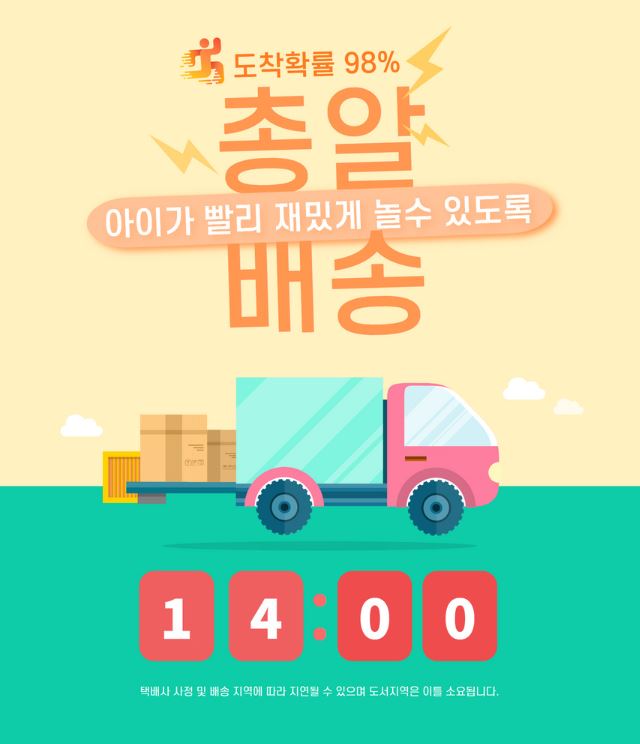 도착확률 98%
총알
아이가 빨리 재밌게 놀수 있도록
배송
14:00
택배사 사정 및 배송 지역에 따라 지연될 수 있으며 도서지역은 이틀 소요됩니다.